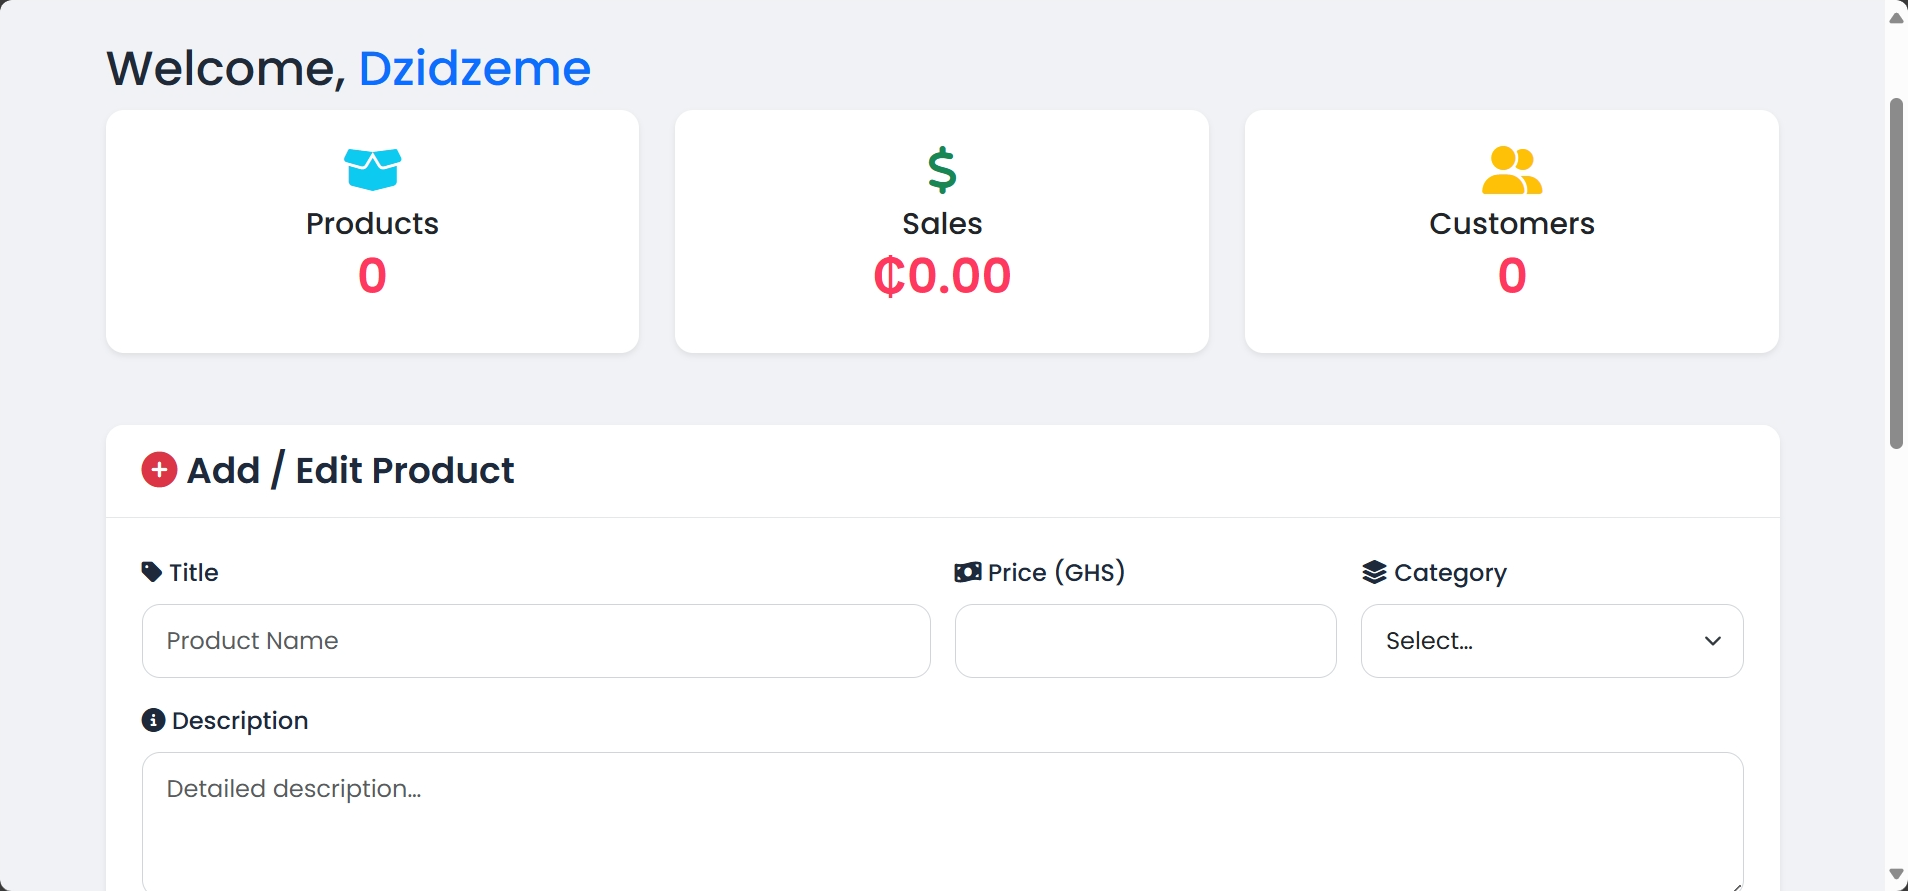 Welcome, Dzidzeme
Products
0
Sales
₵0.00
Customers
0
Add / Edit Product
Title
Product Name
Price (GHS)
Category
Select...
Description
Detailed description...